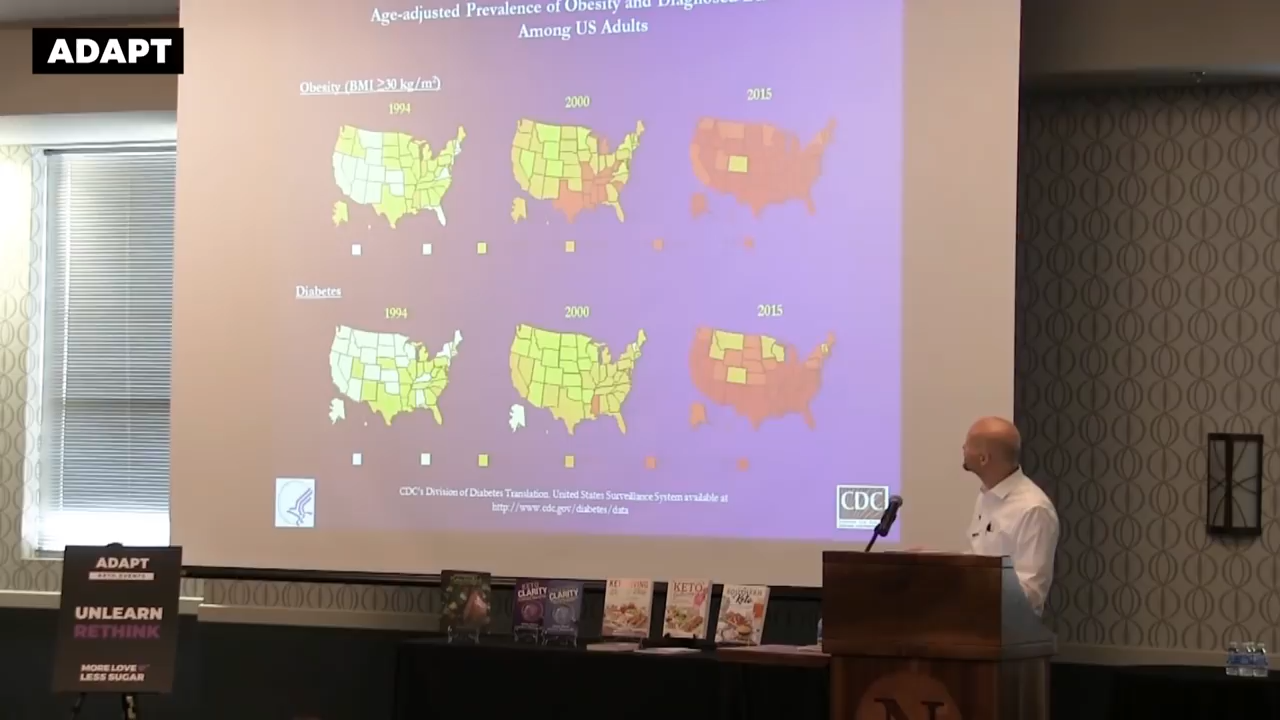 ADAPT
Age-adjusted Prevalence of Obesity and Diagnosed
Among US Adults
Obesity (BMI ≥30 kg/m²)
1994
2000
2015
Diabetes
1994
2000
2015
CDC's Division of Diabetes Translation. United States Surveillance System available at
http://www.cdc.gov/diabetes/data
CDC
ADAPT
KETO EVENTS
UNLEARN
RETHINK
MORE LOVE
LESS SUGAR
KETO
CLARITY
CLARITY
KETO
N